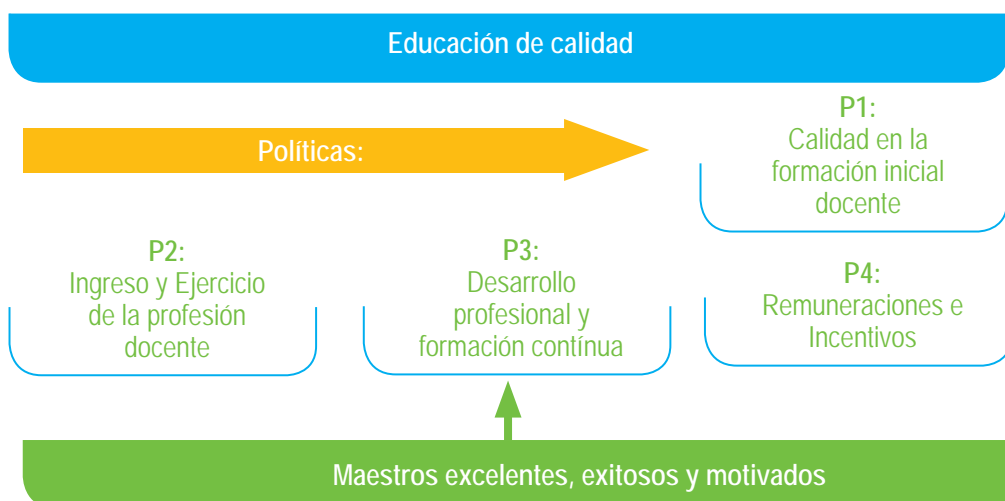 Educación de calidad
Políticas:
P1:
Calidad en la
formación inicial
docente
P2:
Ingreso y Ejercicio
de la profesión
docente
P3:
Desarrollo
profesional y
formación contínua
P4:
Remuneraciones e
Incentivos
Maestros excelentes, exitosos y motivados